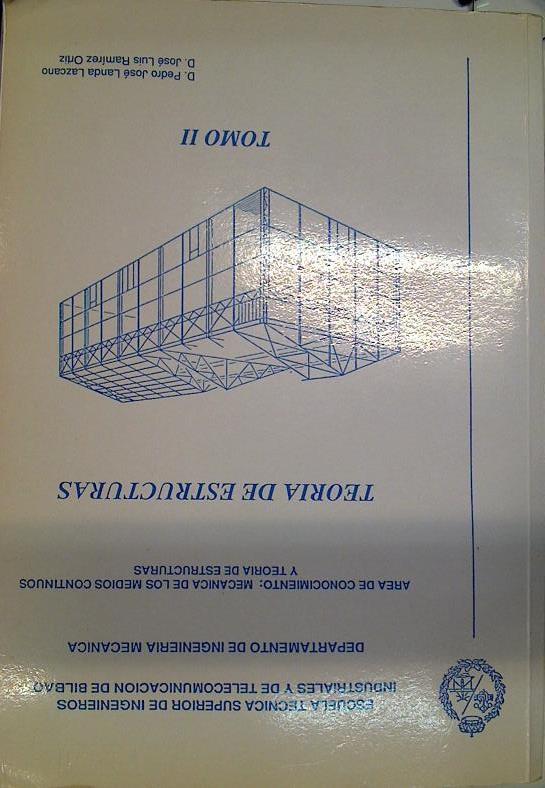 ESCUELA TECNICA SUPERIOR DE INGENIEROS
INDUSTRIALES Y DE TELECOMUNICACION DE BILBAO
DEPARTAMENTO DE INGENIERIA MECANICA
AREA DE CONOCIMIENTO: MECANICA DE LOS MEDIOS CONTINUOS
Y TEORIA DE ESTRUCTURAS
TEORIA DE ESTRUCTURAS
TOMO II
D. Pedro José Landa Lazcano
D. José Luis Ramírez Ortiz